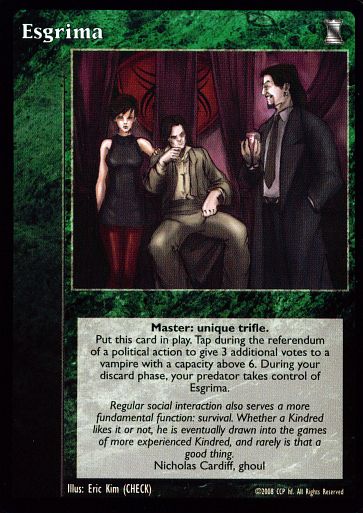 Esgrima
Master: unique trifle.
Put this card in play. Tap during the referendum
of a political action to give 3 additional votes to a
vampire with a capacity above 6. During your
discard phase, your predator takes control of
Esgrima.
Regular social interaction also serves a more
fundamental function: survival. Whether a Kindred
likes it or not, he is eventually drawn into the games
of more experienced Kindred, and rarely is that a
good thing.
Nicholas Cardiff, ghoul
Illus: Eric Kim (CHECK)
©2008 CCP hf. All Rights Reserved